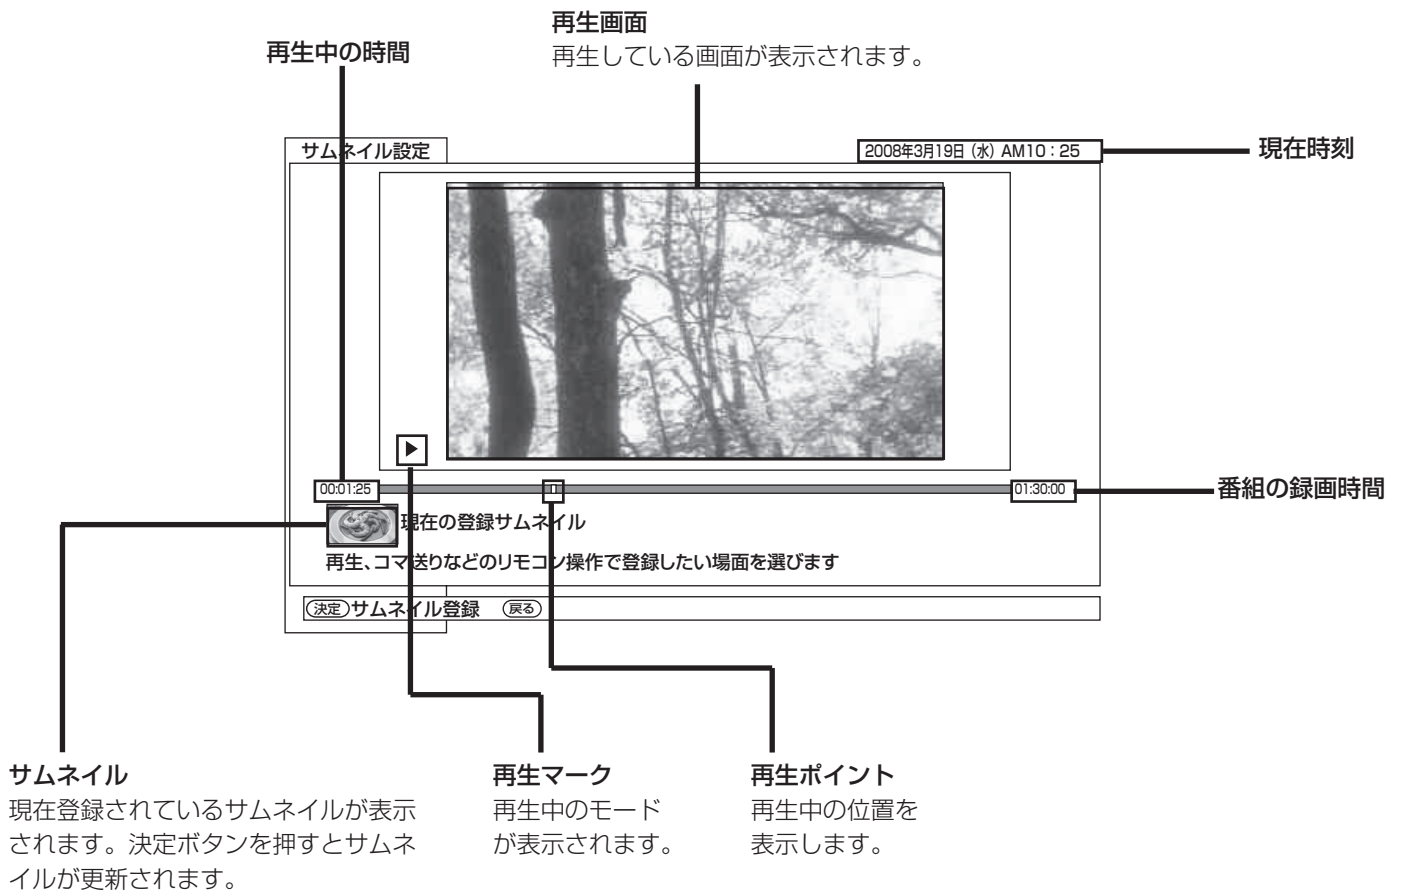 再生画面
再生している画面が表示されます。
再生中の時間
現在時刻
サムネイル設定
2008年3月19日（水）AM10：25
00:01:25
01:30:00
番組の録画時間
現在の登録サムネイル
再生、コマ送りなどのリモコン操作で登録したい場面を選びます
決定 サムネイル登録 戻る
サムネイル
現在登録されているサムネイルが表示
されます。決定ボタンを押すとサムネ
イルが更新されます。
再生マーク
再生中のモード
が表示されます。
再生ポイント
再生中の位置を
表示します。